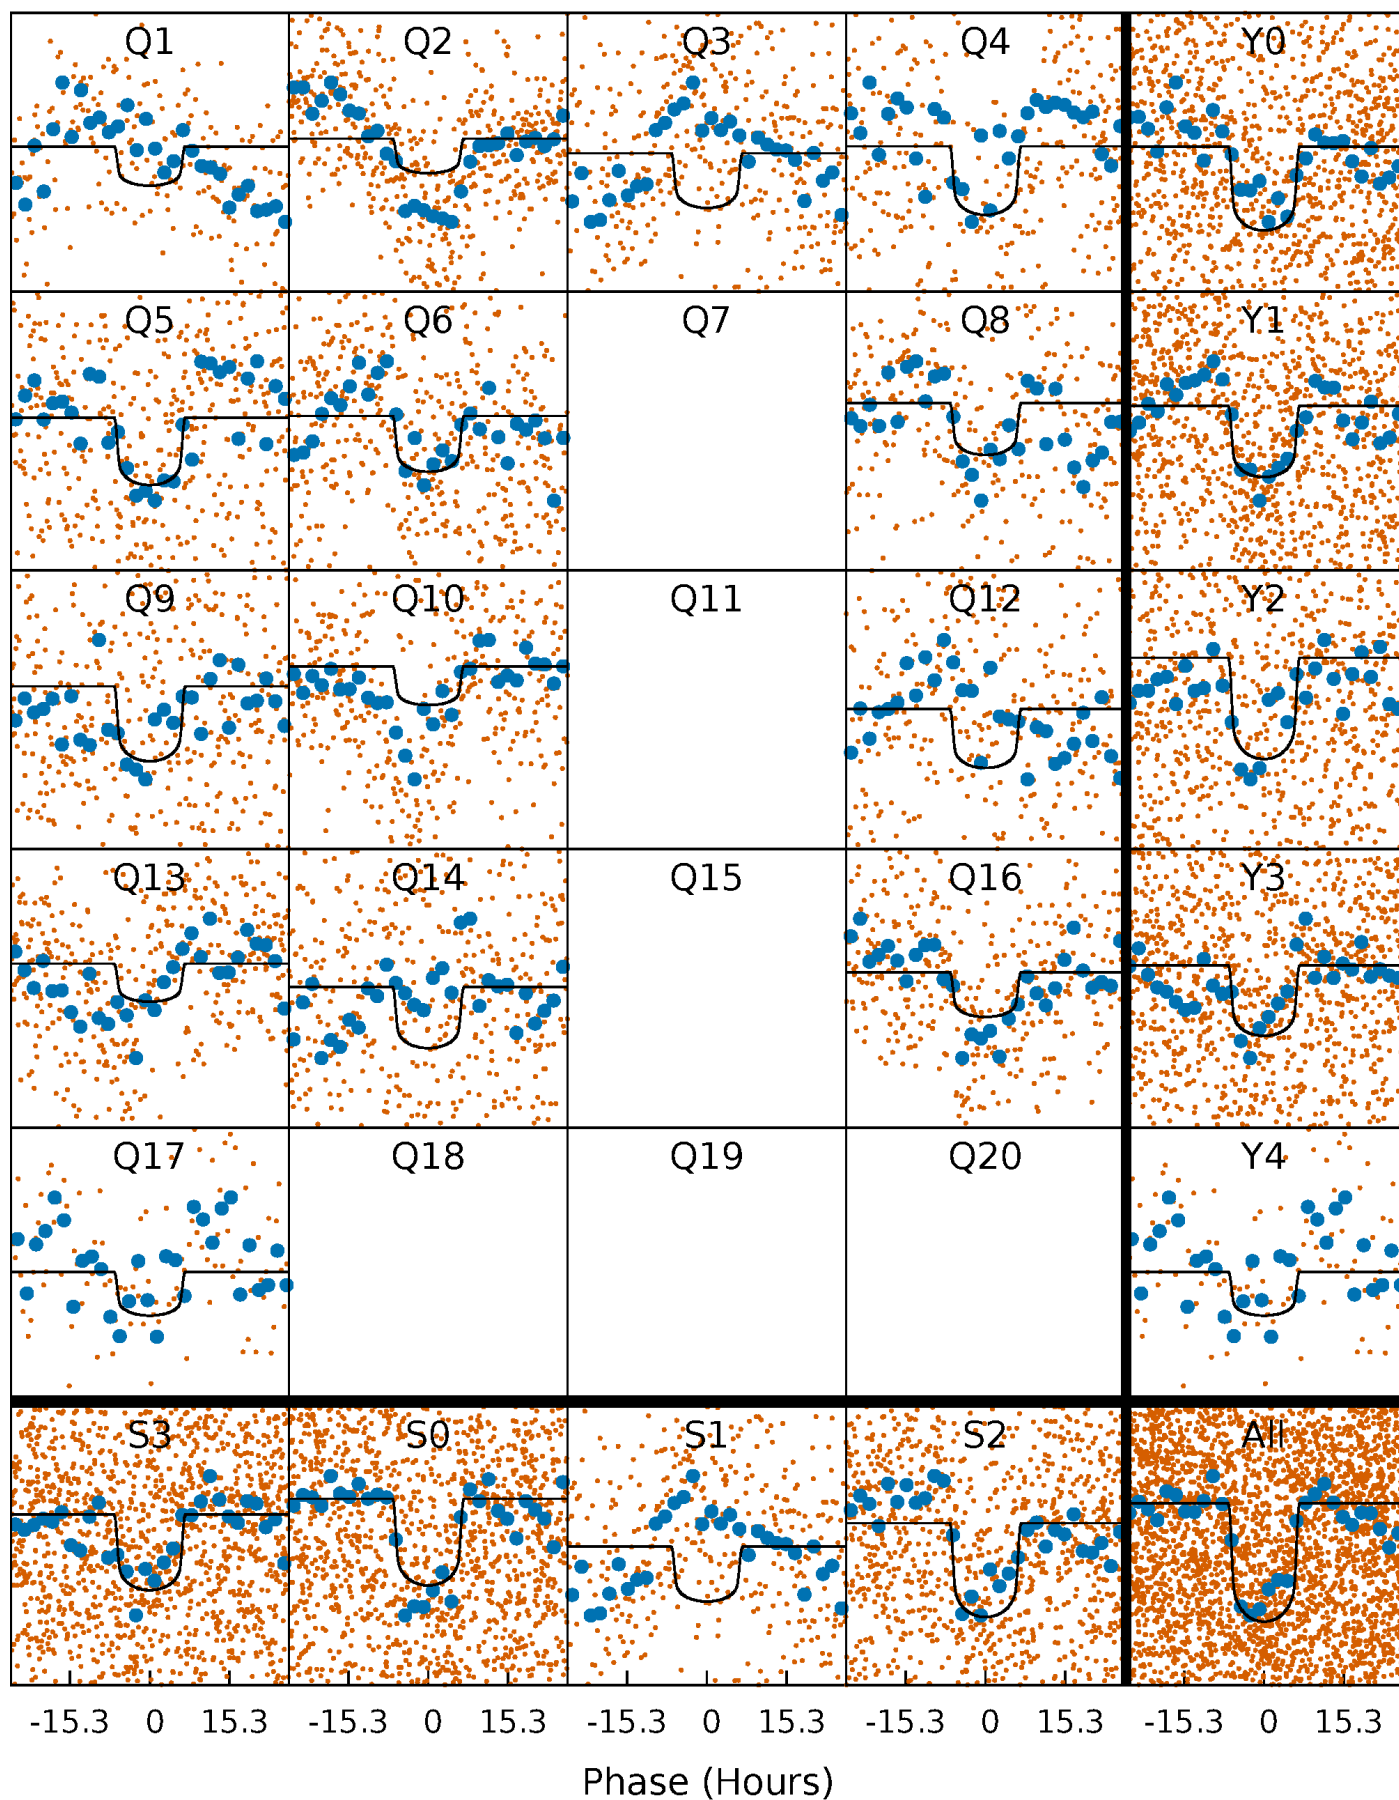 Q1 Q2 Q3 Q4 Y0
Q5 Q6 Q7 Q8 Y1
Q9 Q10 Q11 Q12 Y2
Q13 Q14 Q15 Q16 Y3
Q17 Q18 Q19 Q20 Y4
S3 S0 S1 S2 All
-15.3 0 15.3 -15.3 0 15.3 -15.3 0 15.3 -15.3 0 15.3 -15.3 0 15.3
Phase (Hours)